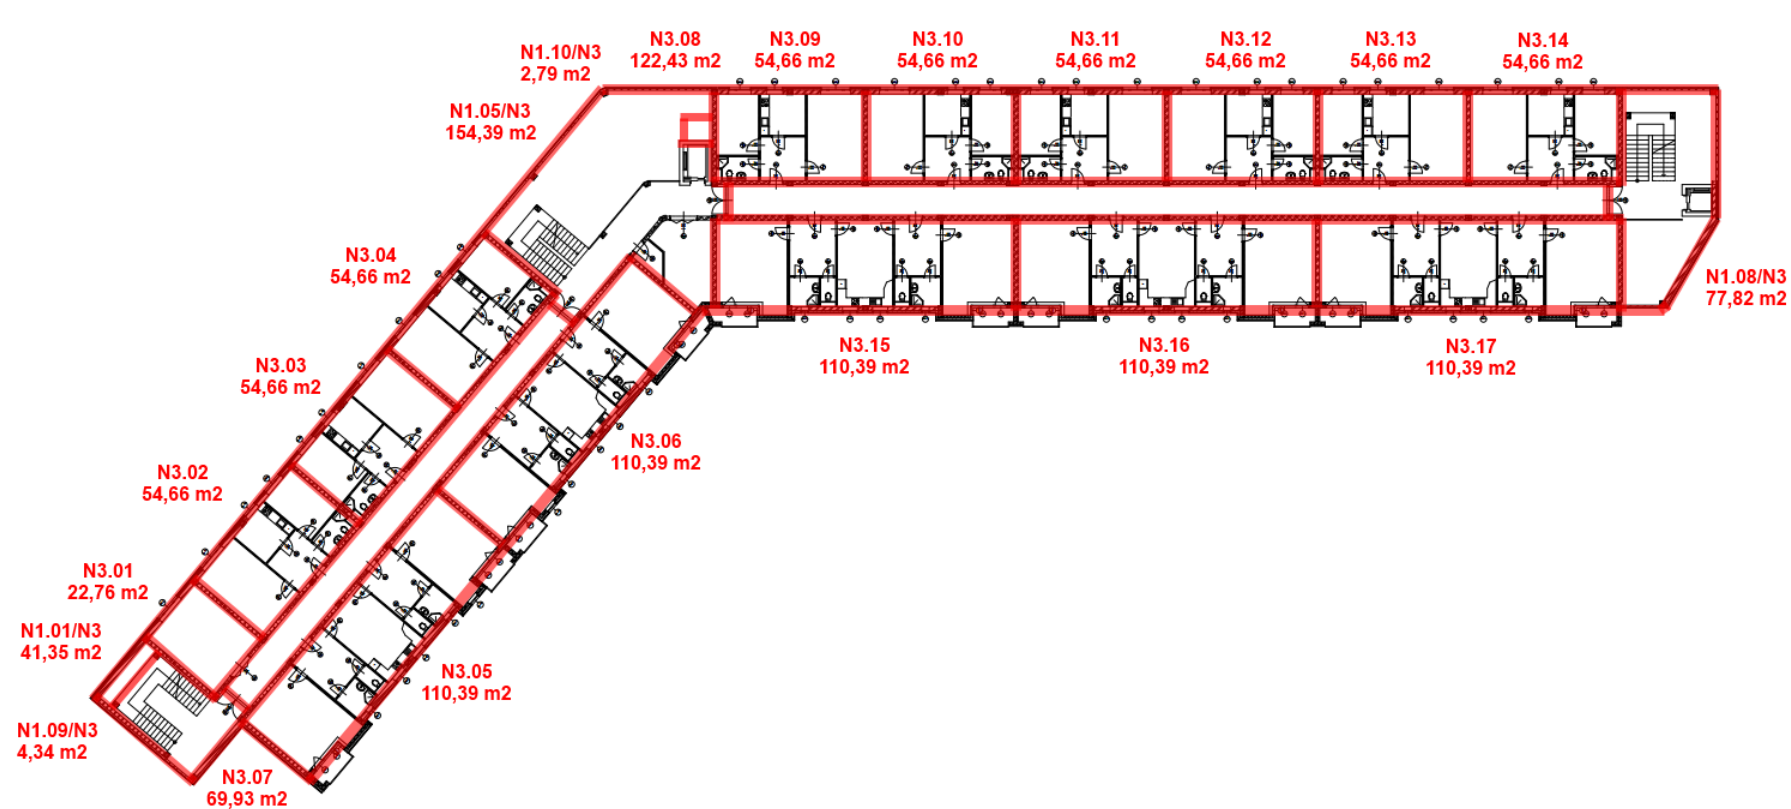 N1.10/N3
2,79 m2
N3.08
122,43 m2
N3.09
54,66 m2
N3.10
54,66 m2
N3.11
54,66 m2
N3.12
54,66 m2
N3.13
54,66 m2
N3.14
54,66 m2
N1.05/N3
154,39 m2
N3.04
54,66 m2
N1.08/N3
77,82 m2
N3.03
54,66 m2
N3.15
110,39 m2
N3.16
110,39 m2
N3.17
110,39 m2
N3.02
54,66 m2
N3.06
110,39 m2
N3.01
22,76 m2
N1.01/N3
41,35 m2
N3.05
110,39 m2
N1.09/N3
4,34 m2
N3.07
69,93 m2